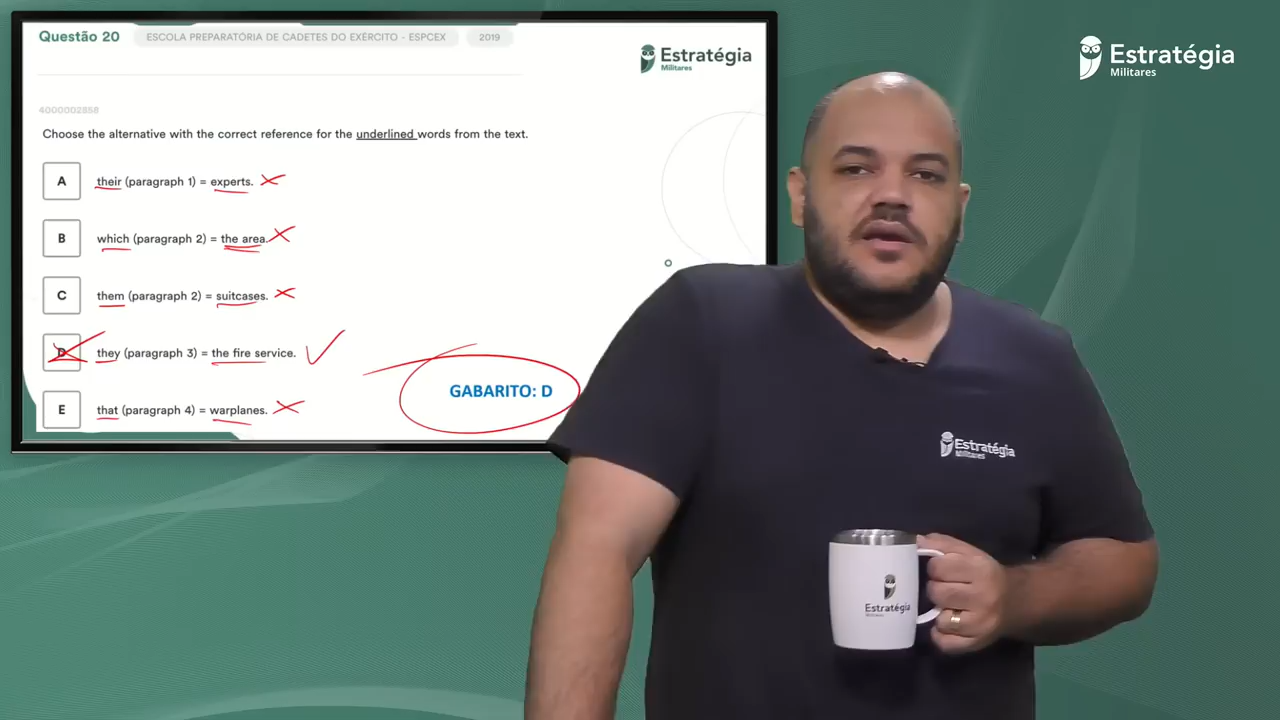 Questão 20
ESCOLA PREPARATÓRIA DE CADETES DO EXÉRCITO - ESPCEX
2019
Estratégia
Militares
4000002858
Choose the alternative with the correct reference for the underlined words from the text.
A
their (paragraph 1) = experts.
B
which (paragraph 2) = the area.
C
them (paragraph 2) = suitcases.
D
they (paragraph 3) = the fire service.
E
that (paragraph 4) = warplanes.
GABARITO: D
Estratégia
Militares
Estratégia
Militares
Estratégia
Militares